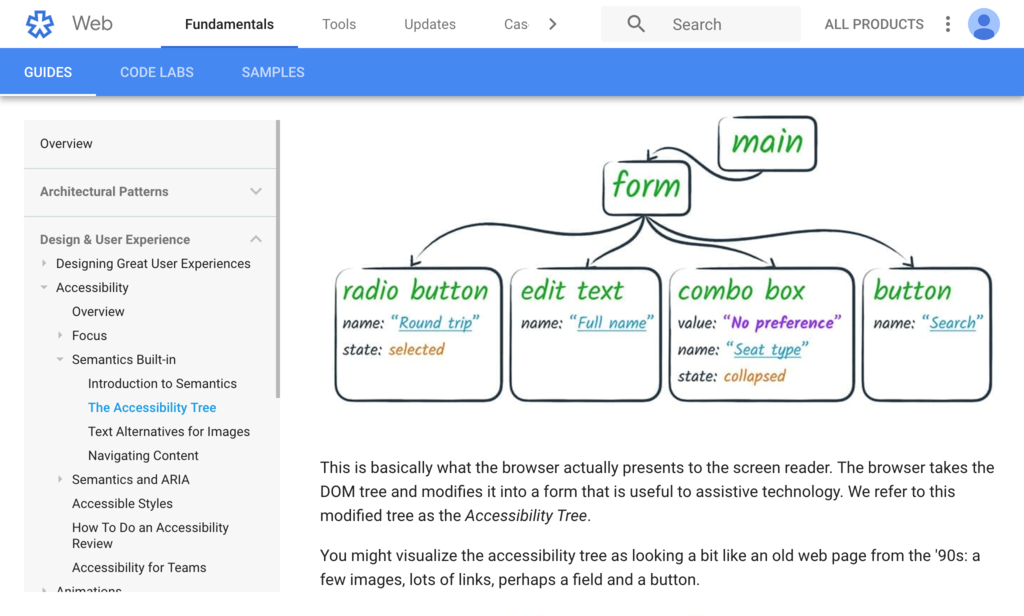 Web
Fundamentals
Tools
Updates
Cas
Search
ALL PRODUCTS
GUIDES
CODE LABS
SAMPLES
Overview
Architectural Patterns
Design & User Experience
Designing Great User Experiences
Accessibility
Overview
Focus
Semantics Built-in
Introduction to Semantics
The Accessibility Tree
Text Alternatives for Images
Navigating Content
Semantics and ARIA
Accessible Styles
How To Do an Accessibility
Review
Accessibility for Teams
Animations
main
form
radio button
name: “Round trip”
state: selected
edit text
name: “Full name”
combo box
value: “No preference”
name: “Seat type”
state: collapsed
button
name: “Search”
This is basically what the browser actually presents to the screen reader. The browser takes the
DOM tree and modifies it into a form that is useful to assistive technology. We refer to this
modified tree as the Accessibility Tree.
You might visualize the accessibility tree as looking a bit like an old web page from the '90s: a
few images, lots of links, perhaps a field and a button.